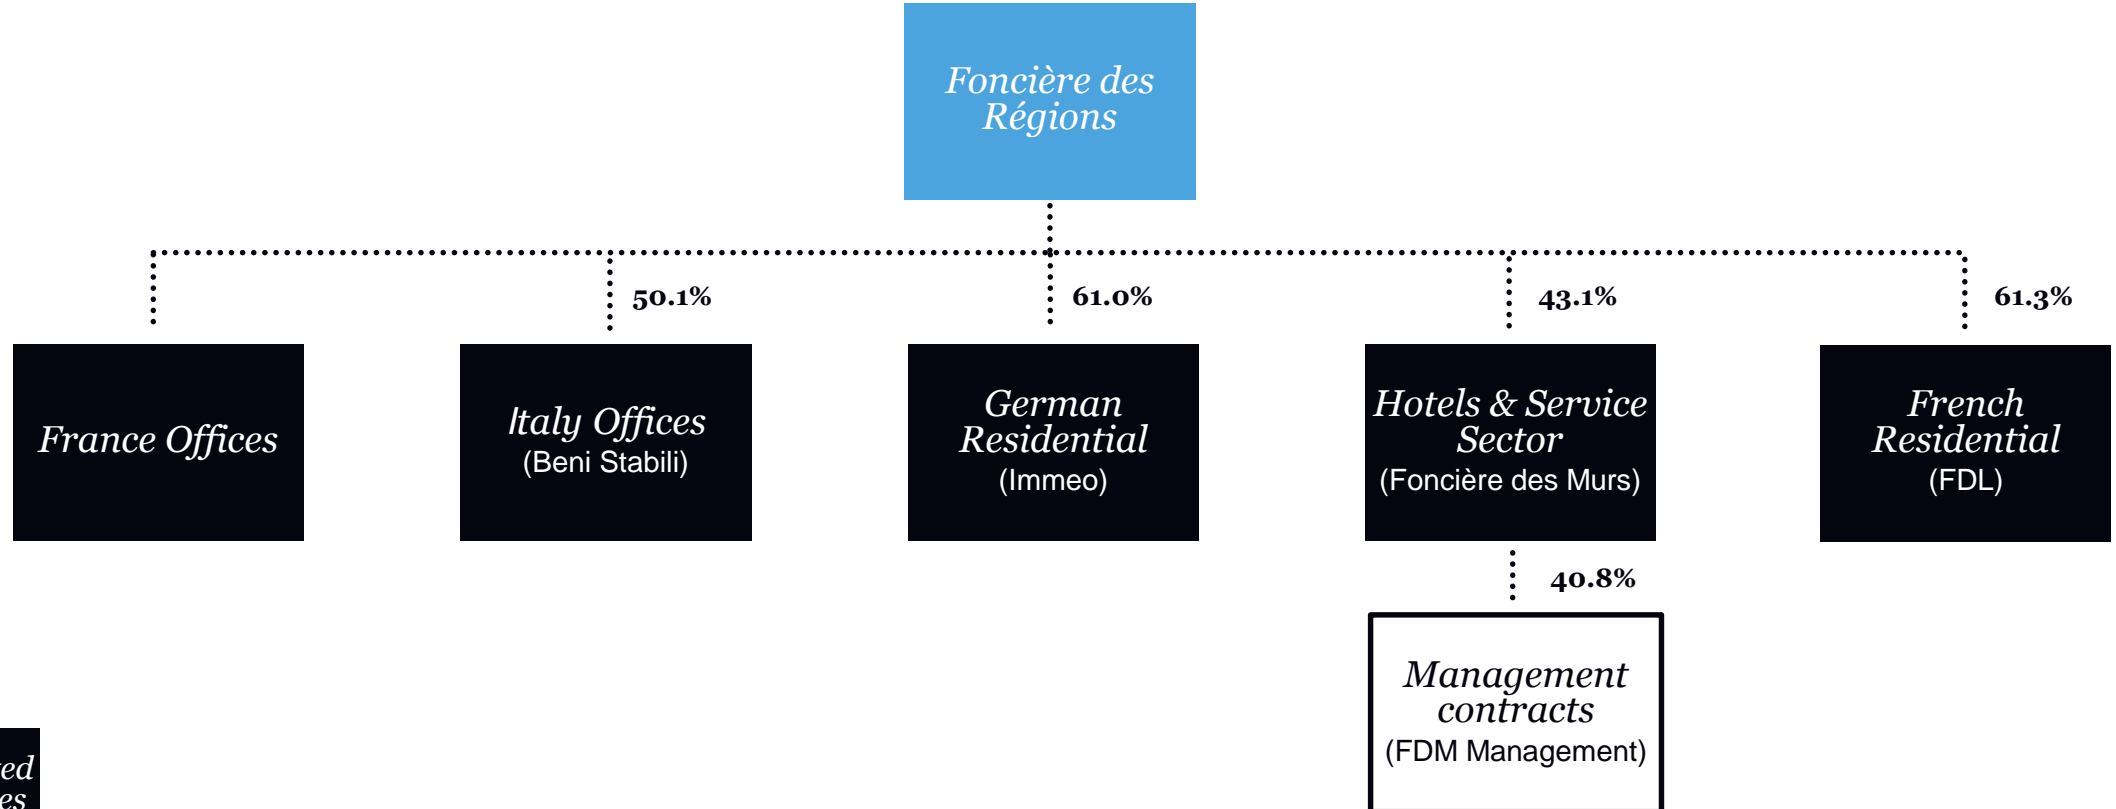 Foncière des
Régions
50.1%
61.0%
43.1%
61.3%
France Offices
Italy Offices
(Beni Stabili)
German
Residential
(Immeo)
Hotels & Service
Sector
(Foncière des Murs)
French
Residential
(FDL)
40.8%
Management
contracts
(FDM Management)